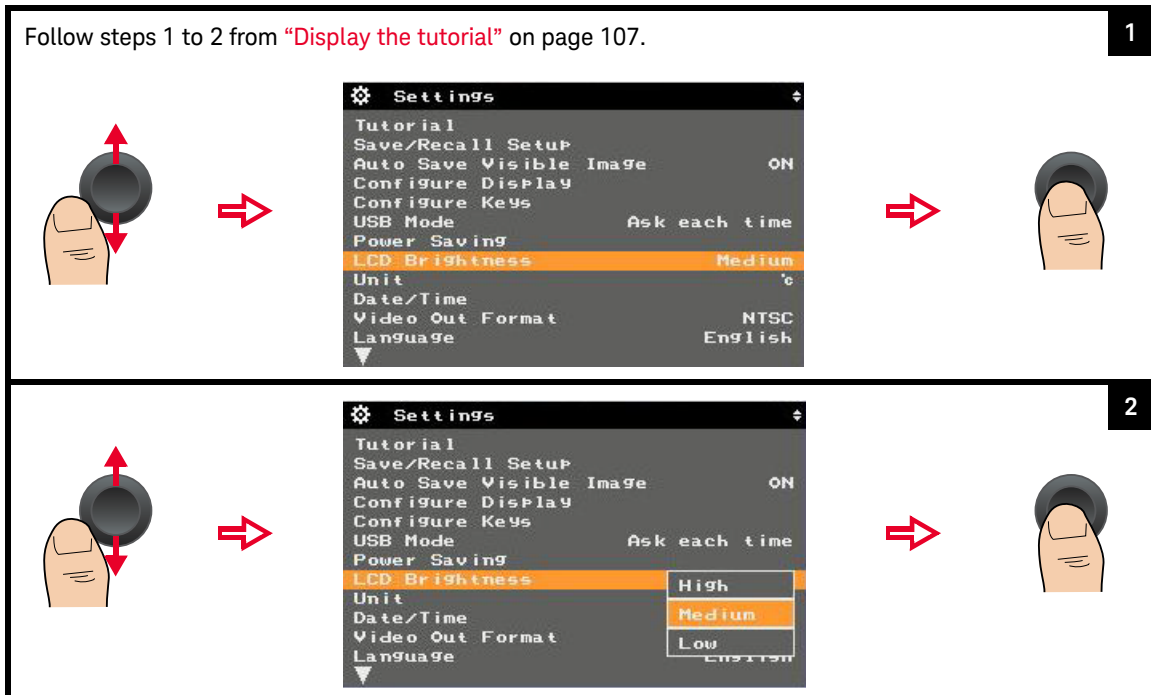 Follow steps 1 to 2 from “Display the tutorial” on page 107.
1
Settings
Tutorial
Save/Recall Setup
Auto Save Visible Image ON
Configure Display
Configure Keys
USB Mode Ask each time
Power Saving
LCD Brightness Medium
Unit °C
Date/Time
Video Out Format NTSC
Language English
2
Settings
Tutorial
Save/Recall Setup
Auto Save Visible Image ON
Configure Display
Configure Keys
USB Mode Ask each time
Power Saving
LCD Brightness
High
Unit
Medium
Date/Time
Video Out Format
Low
Language English